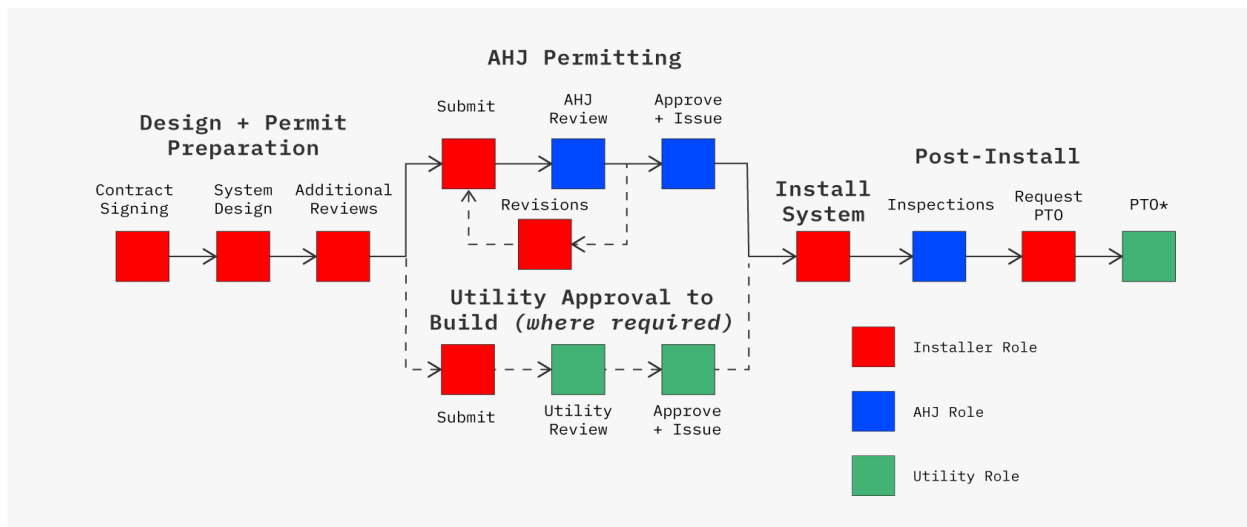 AHJ Permitting
Submit
AHJ
Review
Approve
+ Issue
Design + Permit
Preparation
Contract
Signing
System
Design
Additional
Reviews
Revisions
Utility Approval to
Build (where required)
Submit
Utility
Review
Approve
+ Issue
Install
System
Post-Install
Inspections
Request
PTO
PTO*
Installer Role
AHJ Role
Utility Role